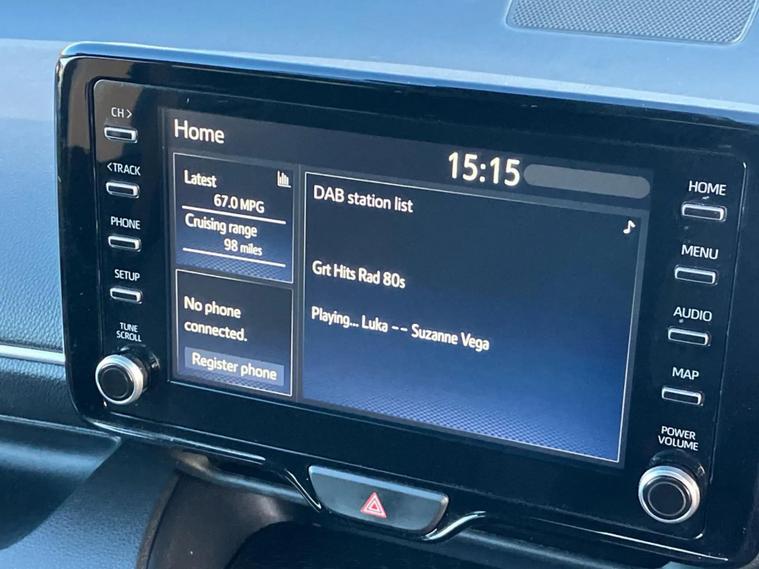 CH >
< TRACK
PHONE
SETUP
TUNE
SCROLL
Home
15:15
Latest
67.0 MPG
Cruising range
98 miles
No phone
connected.
Register phone
DAB station list
Grt Hits Rad 80s
Playing... Luka -- Suzanne Vega
HOME
MENU
AUDIO
MAP
POWER
VOLUME